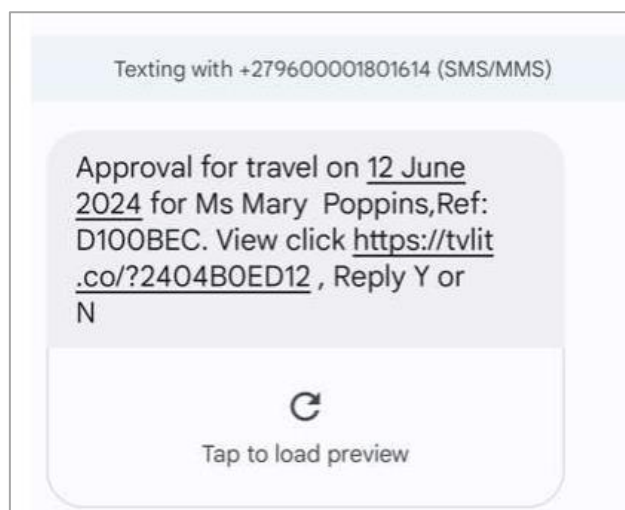 Texting with +279600001801614 (SMS/MMS)
Approval for travel on 12 June
2024 for Ms Mary  Poppins,Ref:
D100BEC. View click https://tvlit
.co/?2404B0ED12 , Reply Y or
N
Tap to load preview